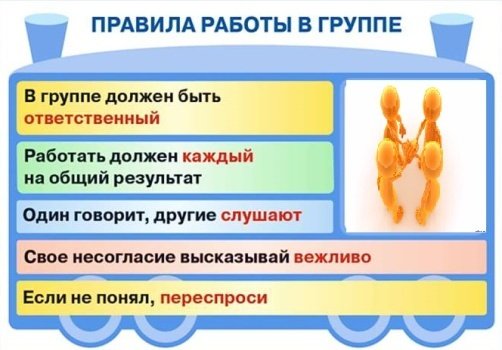 ПРАВИЛА РАБОТЫ В ГРУППЕ
В группе должен быть
ответственный
Работать должен каждый
на общий результат
Один говорит, другие слушают
Свое несогласие высказывай вежливо
Если не понял, переспроси